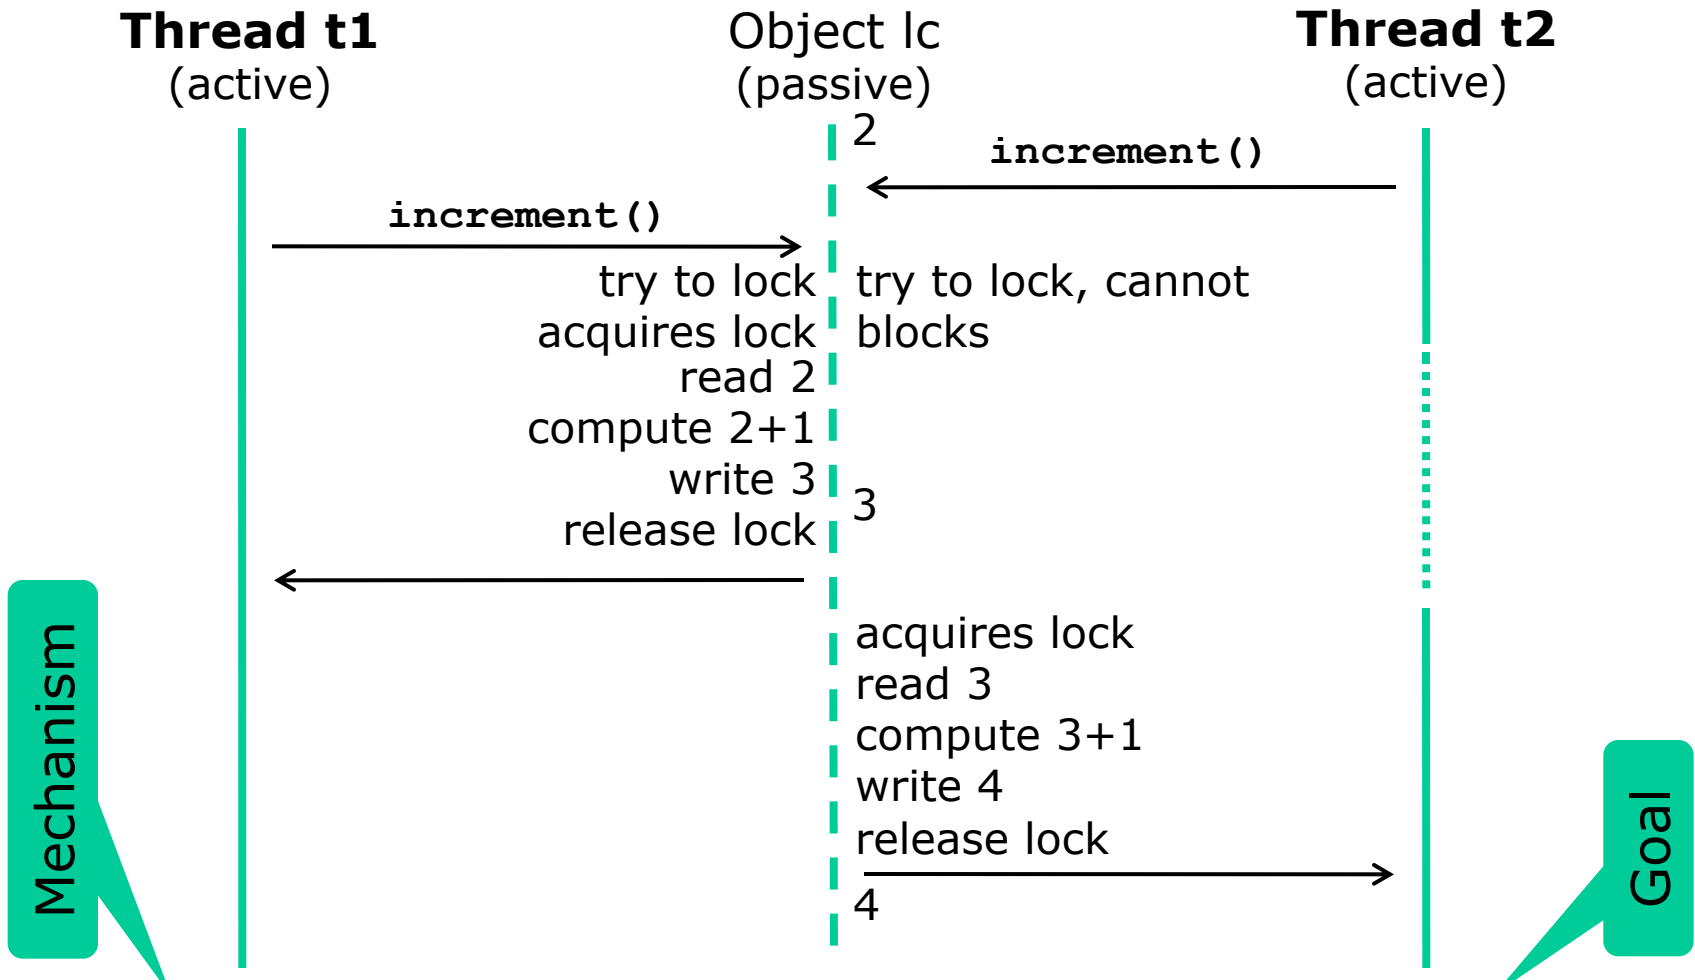 Thread t1
(active)
Object lc
(passive)
Thread t2
(active)
2
increment()
increment()
try to lock
try to lock, cannot
acquires lock
blocks
read 2
compute 2+1
write 3
3
release lock
acquires lock
read 3
compute 3+1
write 4
release lock
4
Mechanism
Goal